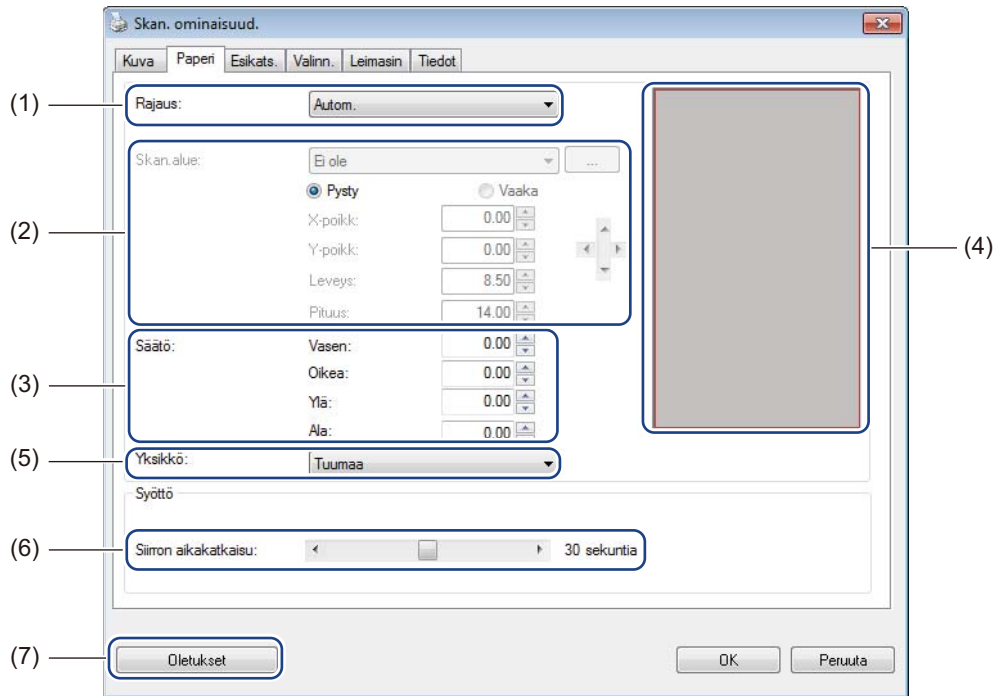 Skan. ominaisuud.
Kuva Paperi Esikats. Valinn. Leimasin Tiedot
(1) Rajaus: Autom.
(2) Skan.alue: Ei ole ...
Pysty Vaaka
X-poikk: 0.00
Y-poikk: 0.00
(4)
Leveys: 8.50
Pituus: 14.00
(3) Säätö: Vasen: 0.00
Oikea: 0.00
Ylä: 0.00
Ala: 0.00
(5) Yksikkö: Tuumaa
Syöttö
(6) Siirron aikakatkaisu: 30 sekuntia
(7) Oletukset OK Peruuta